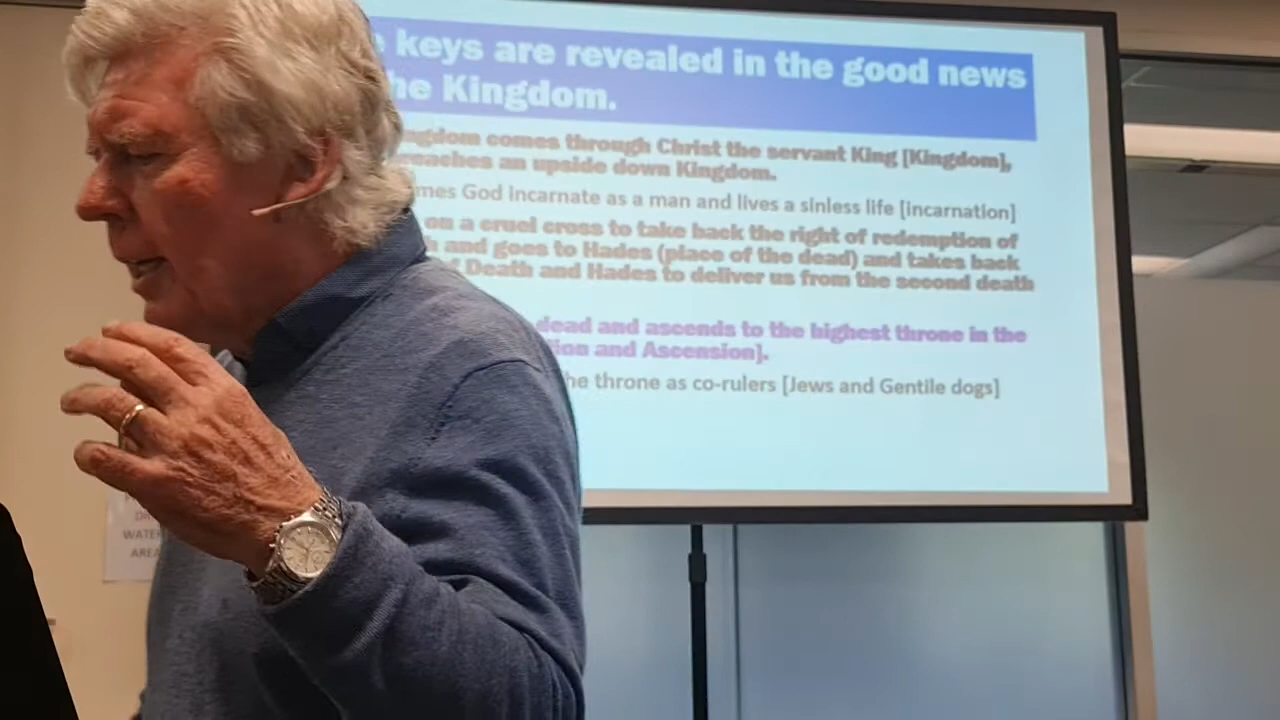 keys are revealed in the good news
he Kingdom.
ngdom comes through Christ the servant King [Kingdom],
reaches an upside down Kingdom.
mes God incarnate as a man and lives a sinless life [incarnation]
on a cruel cross to take back the right of redemption of
h and goes to Hades (place of the dead) and takes back
of Death and Hades to deliver us from the second death
dead and ascends to the highest throne in the
tion and Ascension].
he throne as co-rulers [Jews and Gentile dogs]
WATE
AREA